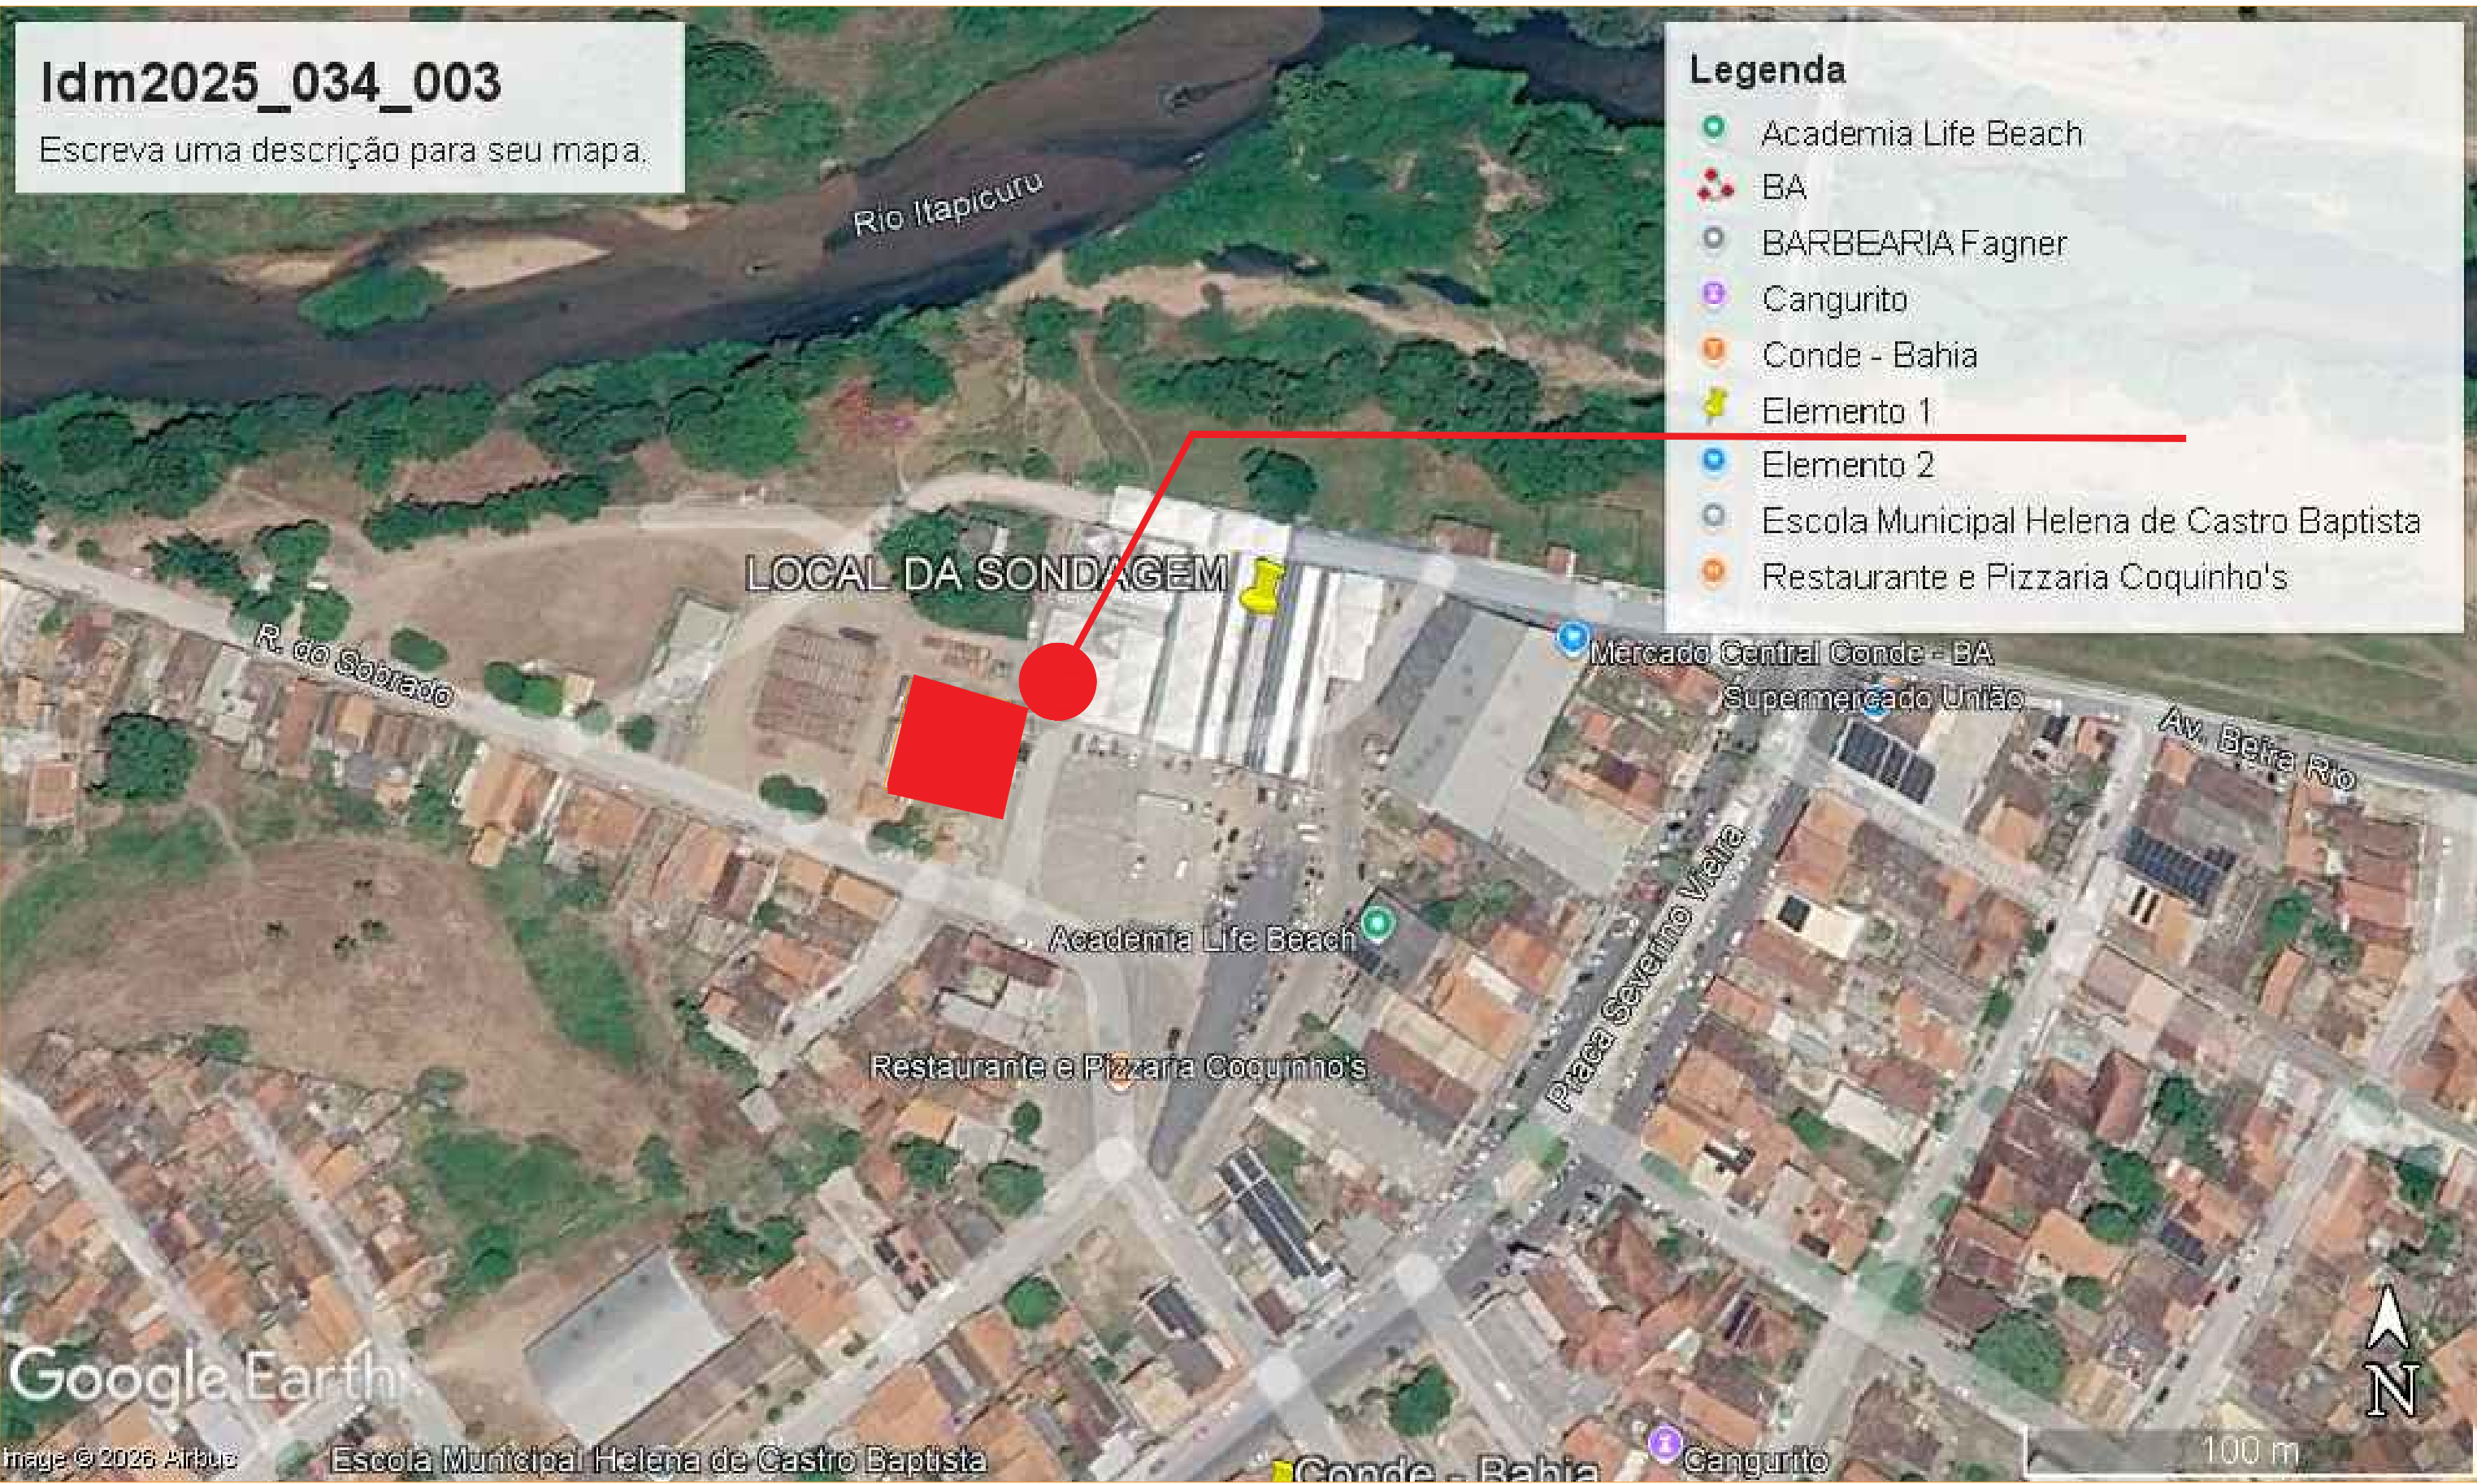 ldm2025_034_003
Escreva uma descrição para seu mapa.
Legenda
Academia Life Beach
BA
BARBEARIA Fagner
Cangurito
Conde - Bahia
Elemento 1
Elemento 2
Escola Municipal Helena de Castro Baptista
Restaurante e Pizzaria Coquinho's
Rio Itapicuru
LOCAL DA SONDAGEM
R. do Sobrado
Mercado Central Conde - BA
Supermercado União
Av. Beira Rio
Academia Life Beach
Praça Severino Vieira
Restaurante e Pizzaria Coquinho's
Google Earth
N
100 m
Image © 2026 Airbus
Escola Municipal Helena de Castro Baptista
Conde - Bahia
Cangurito